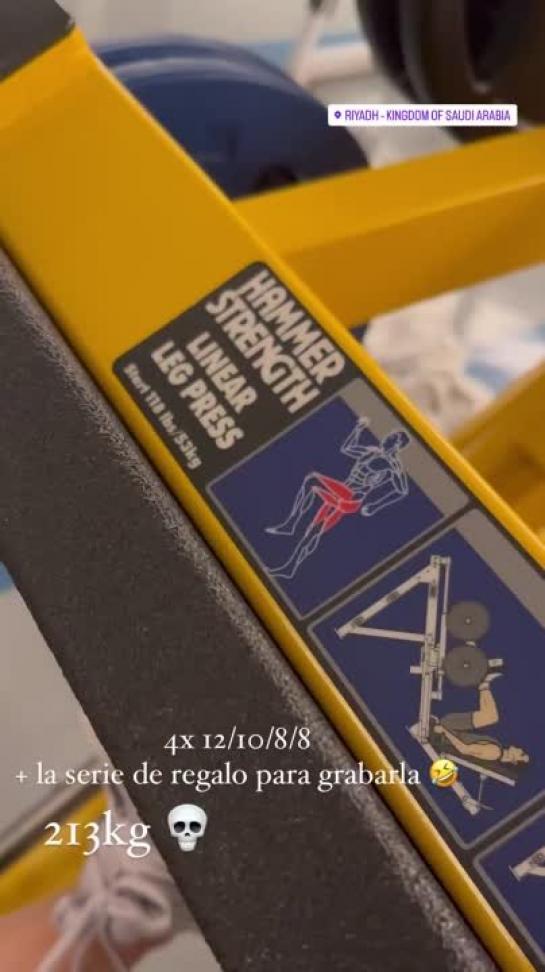 RIYADH - KINGDOM OF SAUDI ARABIA
HAMMER
STRENGTH
LINEAR
LEG PRESS
Start 118 lbs/53kg
4x 12/10/8/8
+ la serie de regalo para grabarla 🤣
213kg 💀